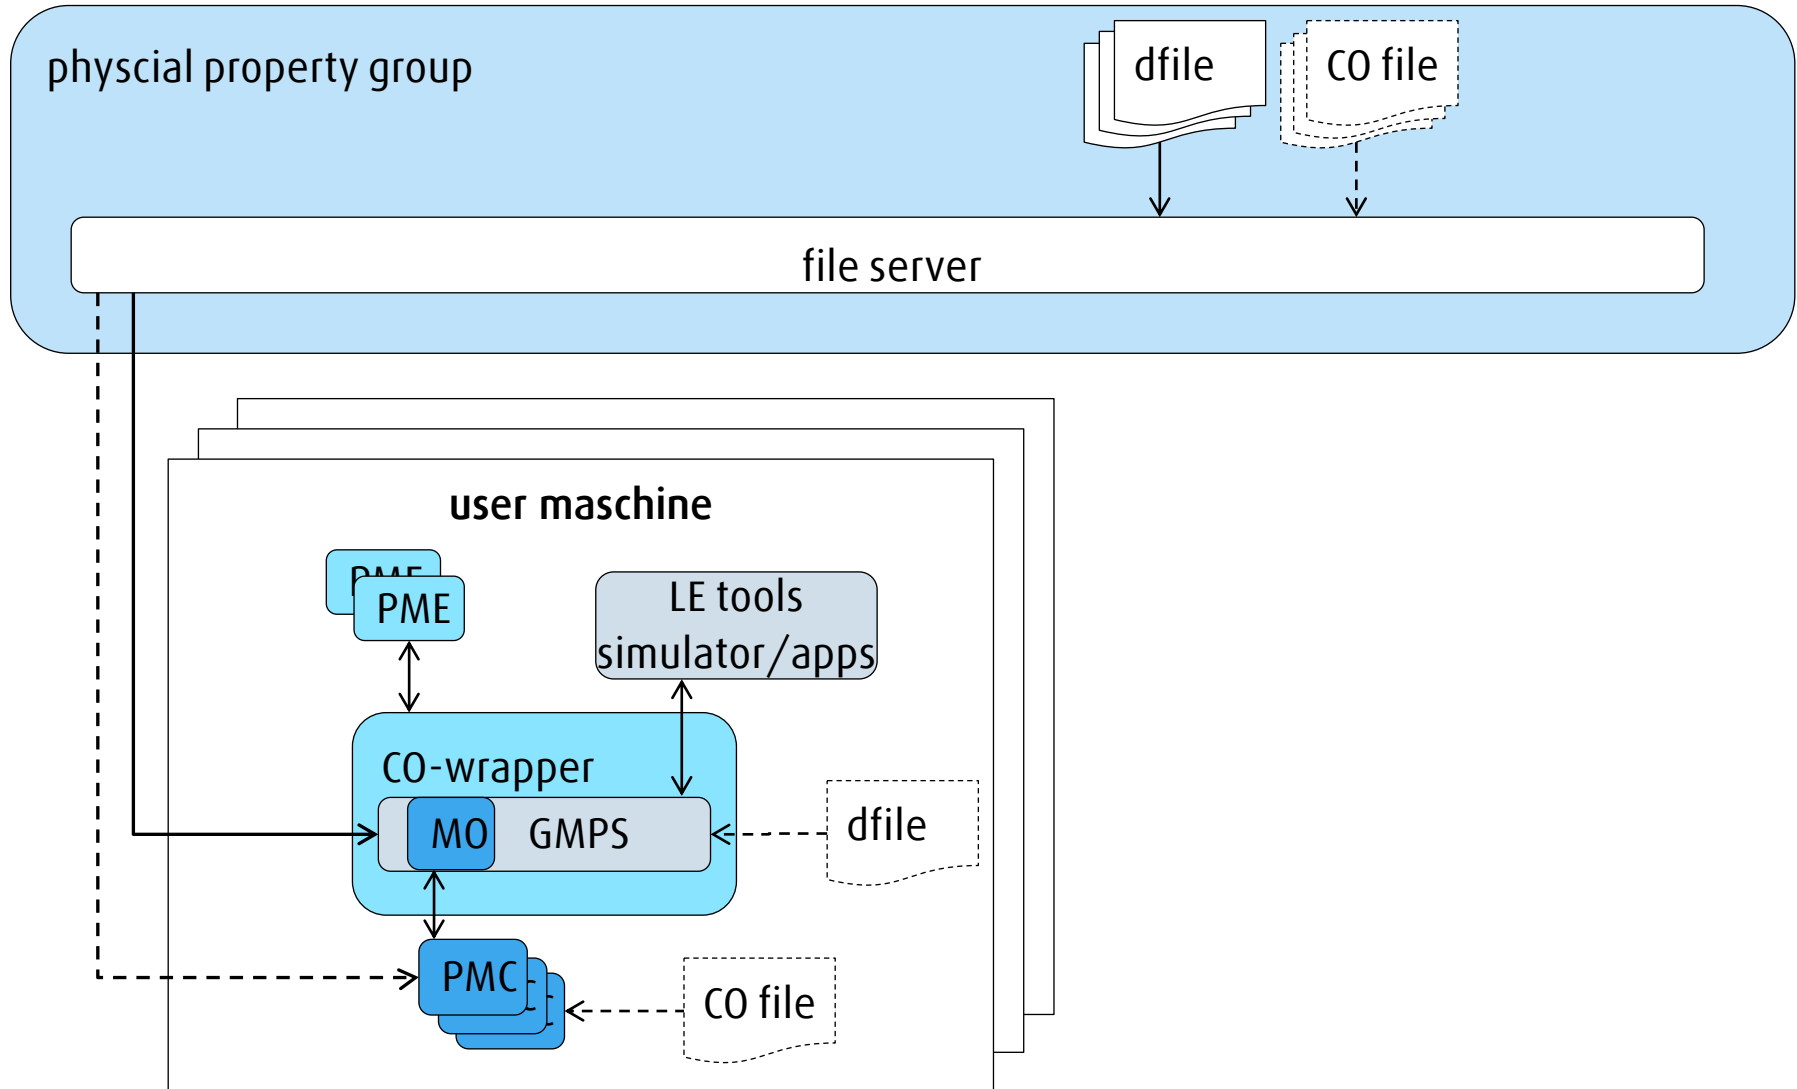 physcial property group
dfile
CO file
file server
user maschine
PME
PME
LE tools
simulator/apps
CO-wrapper
MO
GMPS
dfile
PMC
C
C
CO file